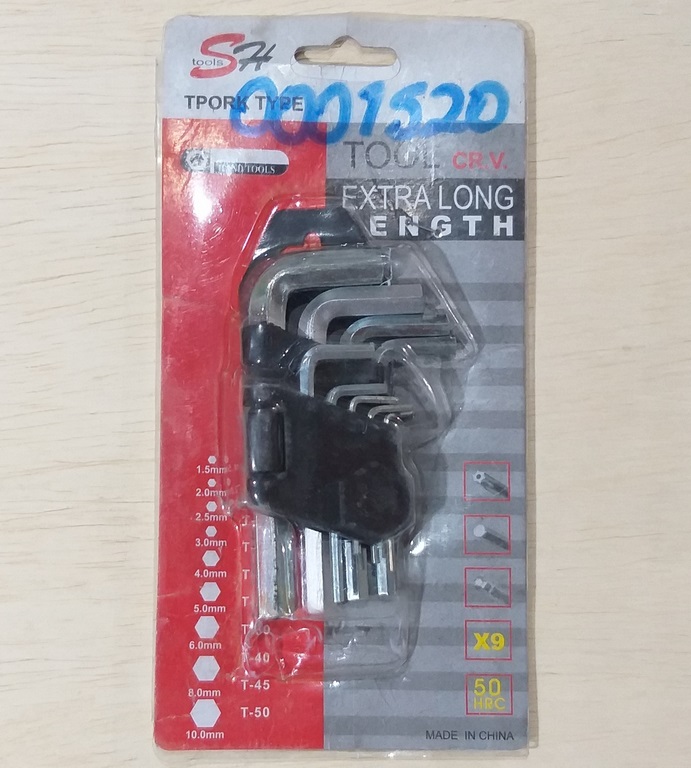 SH
tools
TPORK TYPE
0001520
TOOL CR V.
TOOLS
EXTRA LONG
ENGTH
1.5mm
2.0mm
2.5mm
3.0mm T-
4.0mm T
5.0mm T
6.0mm
T-40
8.0mm T-45
10.0mm T-50
X9
50
HRC
MADE IN CHINA